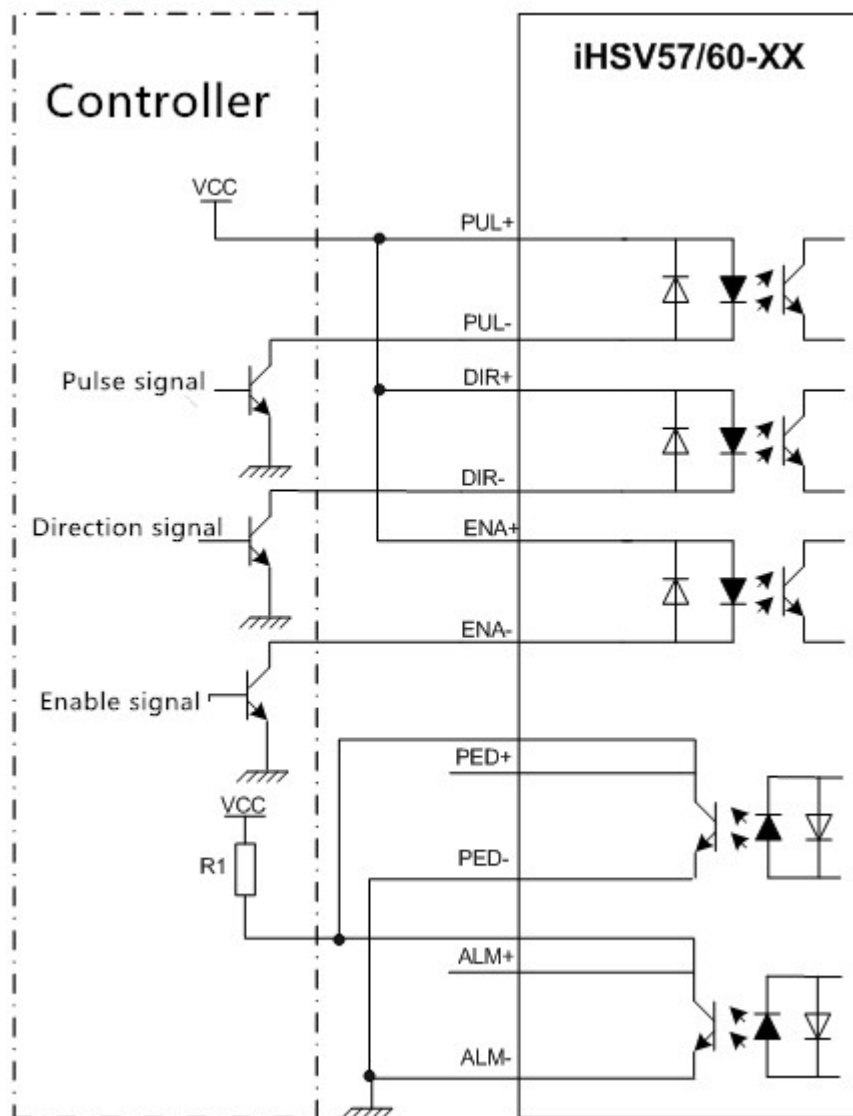 iHSV57/60-XX
Controller
VCC
PUL+
PUL-
Pulse signal
DIR+
DIR-
Direction signal
ENA+
ENA-
Enable signal
PED+
VCC
R1
PED-
ALM+
ALM-